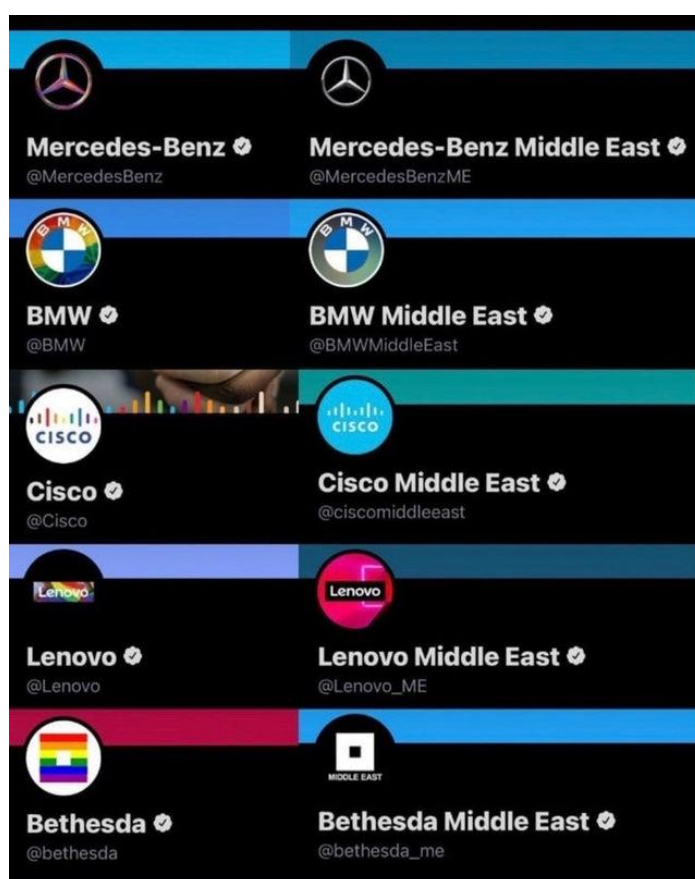 Mercedes-Benz
@MercedesBenz
Mercedes-Benz Middle East
@MercedesBenzME
BMW
BMW
@BMW
BMW
BMW Middle East
@BMWMiddleEast
CISCO
Cisco
@Cisco
CISCO
Cisco Middle East
@ciscomiddleeast
Lenovo
Lenovo
@Lenovo
Lenovo
Lenovo Middle East
@Lenovo_ME
Bethesda
@bethesda
MIDDLE EAST
Bethesda Middle East
@bethesda_me